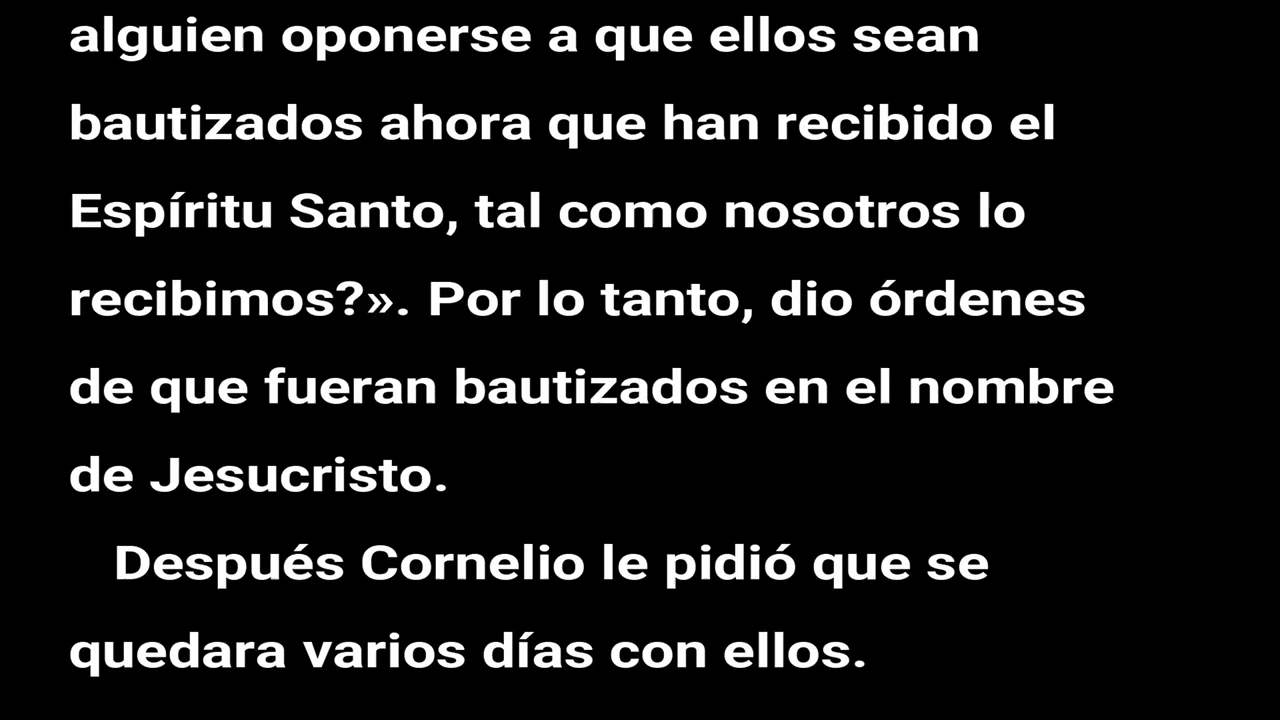 alguien oponerse a que ellos sean
bautizados ahora que han recibido el
Espíritu Santo, tal como nosotros lo
recibimos?». Por lo tanto, dio órdenes
de que fueran bautizados en el nombre
de Jesucristo.
Después Cornelio le pidió que se
quedara varios días con ellos.